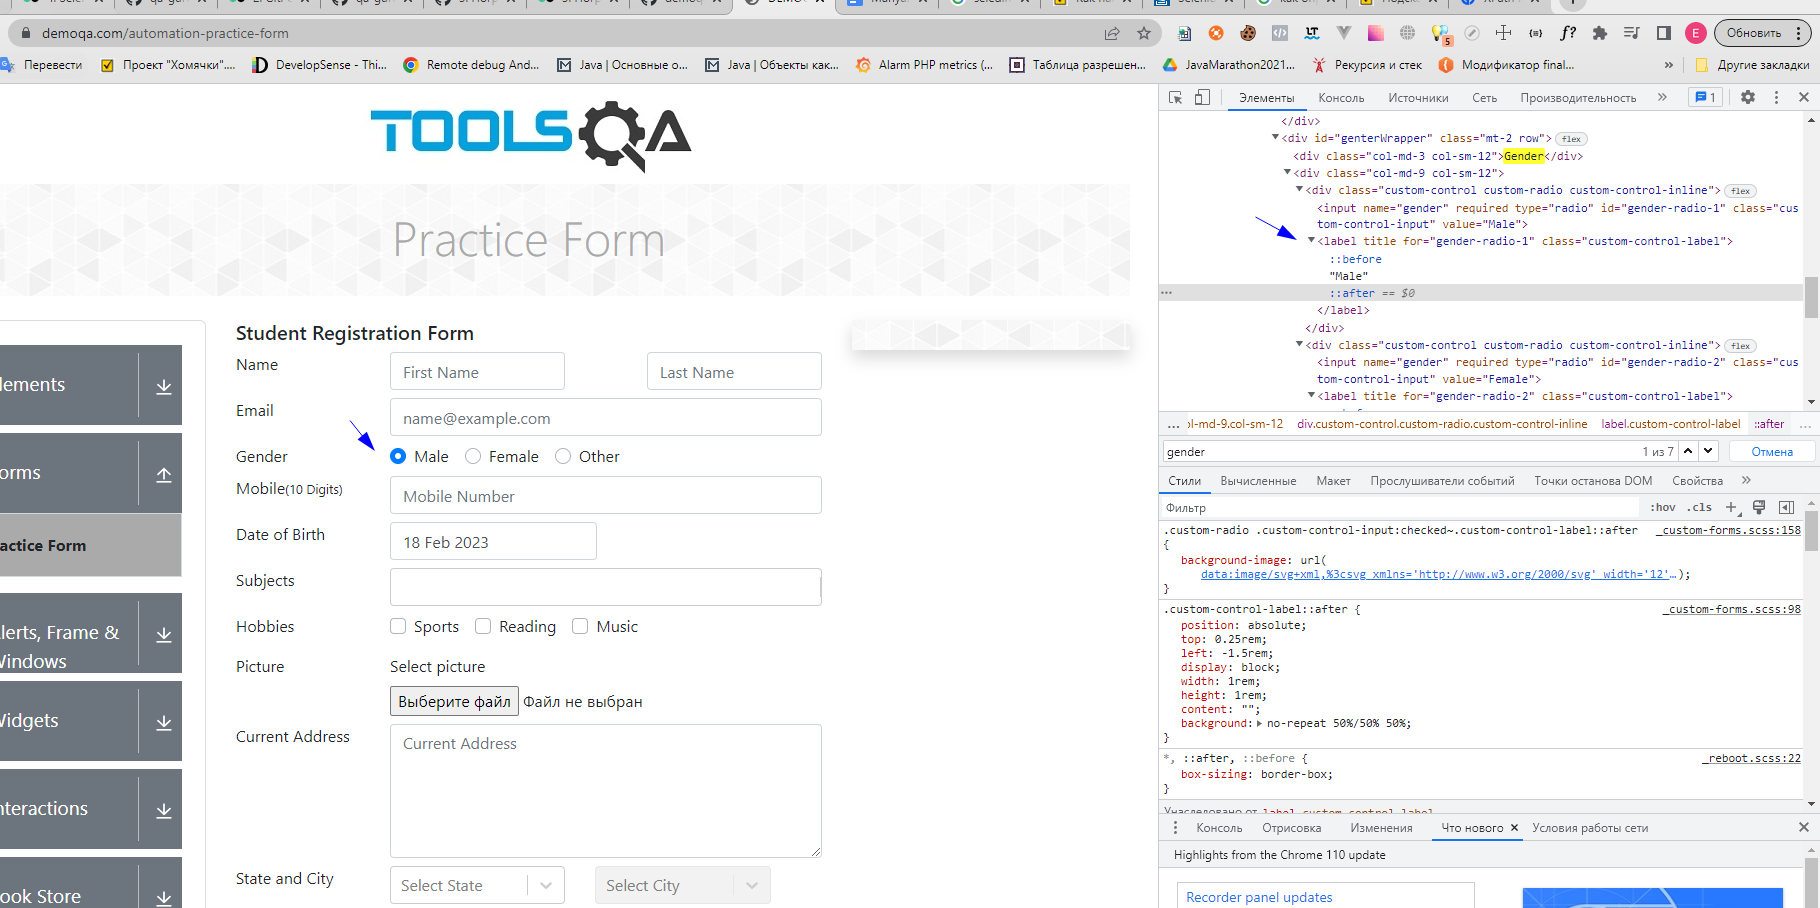 demoqa.com/automation-practice-form
5
E
Обновить
Перевести
Проект "Хомячки"....
DevelopSense - Thi...
Remote debug And...
Java | Основные о...
Java | Объекты как...
Alarm PHP metrics (...
Таблица разрешен...
JavaMarathon2021...
Рекурсия и стек
Модификатор final...
»
Другие закладки
TOOLSQA
Practice Form
lements
orms
actice Form
lerts, Frame &
Vindows
Vidgets
nteractions
ook Store
Student Registration Form
Name
First Name
Last Name
Email
name@example.com
Gender
Male
Female
Other
Mobile(10 Digits)
Mobile Number
Date of Birth
18 Feb 2023
Subjects
Hobbies
Sports
Reading
Music
Picture
Select picture
Выберите файл Файл не выбран
Current Address
Current Address
State and City
Select State
Select City
Элементы
Консоль
Источники
Сеть
Производительность
»
1
</div>
<div id="genterWrapper" class="mt-2 row"> flex
<div class="col-md-3 col-sm-12">Gender</div>
<div class="col-md-9 col-sm-12">
<div class="custom-control custom-radio custom-control-inline"> flex
<input name="gender" required type="radio" id="gender-radio-1" class="cus
tom-control-input" value="Male">
<label title for="gender-radio-1" class="custom-control-label">
::before
"Male"
::after == $0
</label>
</div>
<div class="custom-control custom-radio custom-control-inline"> flex
<input name="gender" required type="radio" id="gender-radio-2" class="cus
tom-control-input" value="Female">
<label title for="gender-radio-2" class="custom-control-label">
... ol-md-9.col-sm-12 div.custom-control.custom-radio.custom-control-inline label.custom-control-label ::after ...
gender
1 из 7
Отмена
Стили
Вычисленные
Макет
Прослушиватели событий
Точки останова DOM
Свойства
»
Фильтр
:hov .cls +
.custom-radio .custom-control-input:checked~.custom-control-label::after _custom-forms.scss:158
{
background-image: url(
data:image/svg+xml,%3csvg xmlns='http://www.w3.org/2000/svg' width='12'…);
}
.custom-control-label::after { _custom-forms.scss:98
position: absolute;
top: 0.25rem;
left: -1.5rem;
display: block;
width: 1rem;
height: 1rem;
content: "";
background: no-repeat 50%/50% 50%;
}
*, ::after, ::before { _reboot.scss:22
box-sizing: border-box;
}
Унаследовано от label.custom-control-label
Консоль
Отрисовка
Изменения
Что нового
Условия работы сети
Highlights from the Chrome 110 update
Recorder panel updates